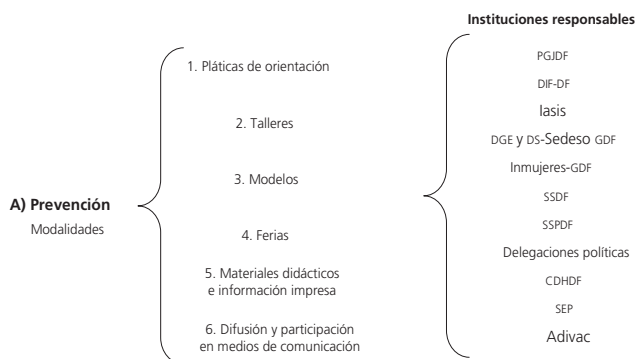 Instituciones responsables
A) Prevención
Modalidades
1. Pláticas de orientación
2. Talleres
3. Modelos
4. Ferias
5. Materiales didácticos
e información impresa
6. Difusión y participación
en medios de comunicación
PGJDF
DIF-DF
Iasis
DGE y DS-Sedeso GDF
Inmujeres-GDF
SSDF
SSPDF
Delegaciones políticas
CDHDF
SEP
Adivac